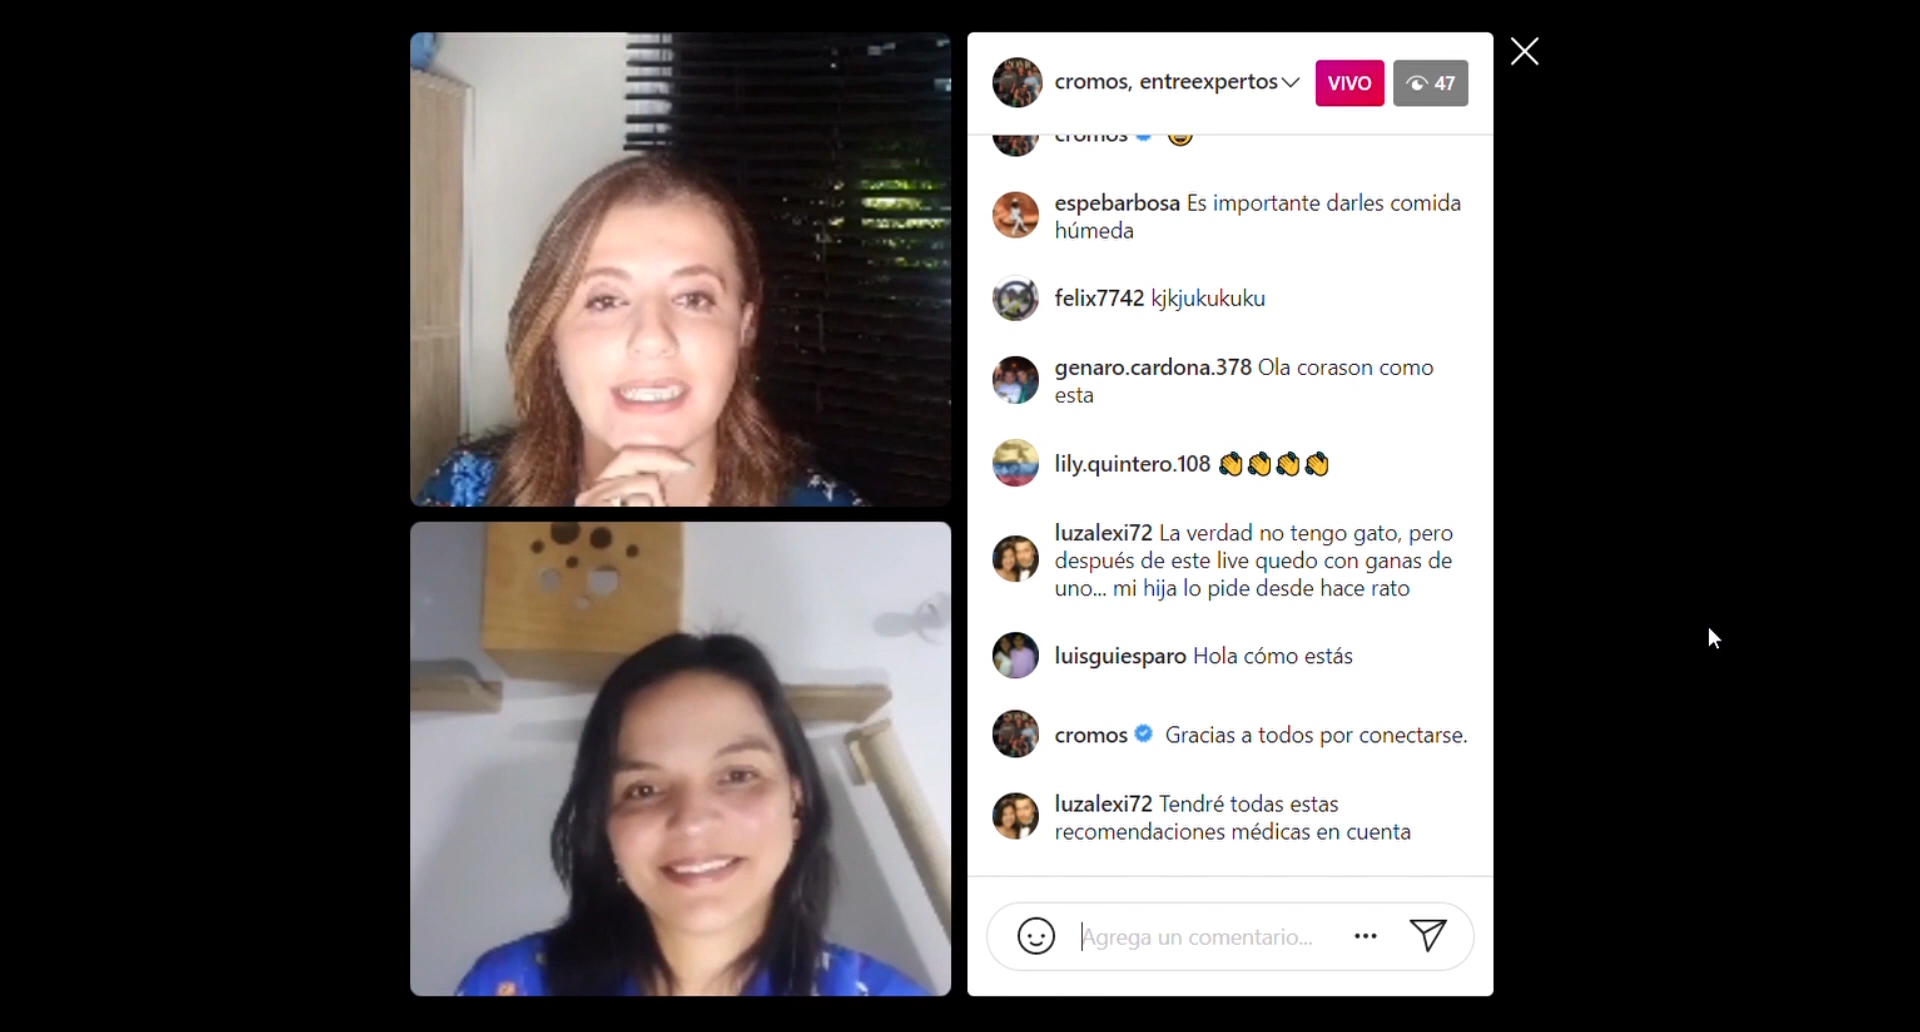 cromos, entreexpertos
VIVO
47
cromos
espebarbosa Es importante darles comida
húmeda
felix7742 kjkjukukuku
genaro.cardona.378 Ola corason como
esta
lily.quintero.108 👏👏👏👏
luzalexi72 La verdad no tengo gato, pero
después de este live quedo con ganas de
uno... mi hija lo pide desde hace rato
luisguiesparo Hola cómo estás
cromos Gracias a todos por conectarse.
luzalexi72 Tendré todas estas
recomendaciones médicas en cuenta
Agrega un comentario...